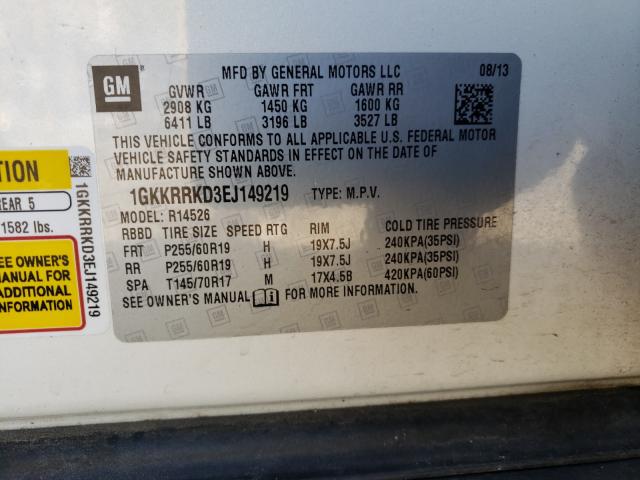 GM
MFD BY GENERAL MOTORS LLC 08/13
GVWR GAWR FRT GAWR RR
2908 KG 1450 KG 1600 KG
6411 LB 3196 LB 3527 LB
THIS VEHICLE CONFORMS TO ALL APPLICABLE U.S. FEDERAL MOTOR
VEHICLE SAFETY STANDARDS IN EFFECT ON THE DATE OF
MANUFACTURE SHOWN ABOVE.
1GKKRRKD3EJ149219 TYPE: M.P.V.
MODEL: R14526
RBBD TIRE SIZE SPEED RTG RIM COLD TIRE PRESSURE
FRT P255/60R19 H 19X7.5J 240KPA(35PSI)
RR P255/60R19 H 19X7.5J 240KPA(35PSI)
SPA T145/70R17 M 17X4.5B 420KPA(60PSI)
SEE OWNER'S MANUAL FOR MORE INFORMATION.
TION
REAR 5
1582 lbs.
SEE OWNER'S
MANUAL FOR
ADDITIONAL
1GKKRRKD3EJ149219